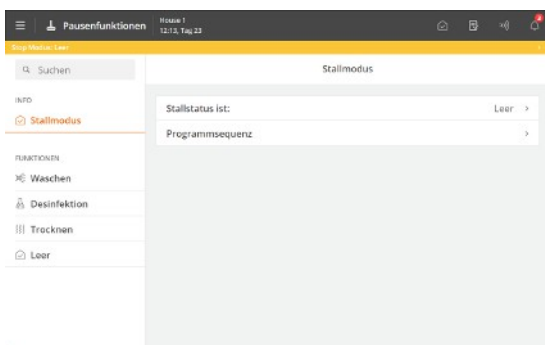 Pausenfunktionen
House 1
12:13, Tag 23
Stop Modus: Leer
Suchen
Stallmodus
INFO
Stallmodus
Stallstatus ist: Leer
Programmsequenz
FUNKTIONEN
Waschen
Desinfektion
Trocknen
Leer